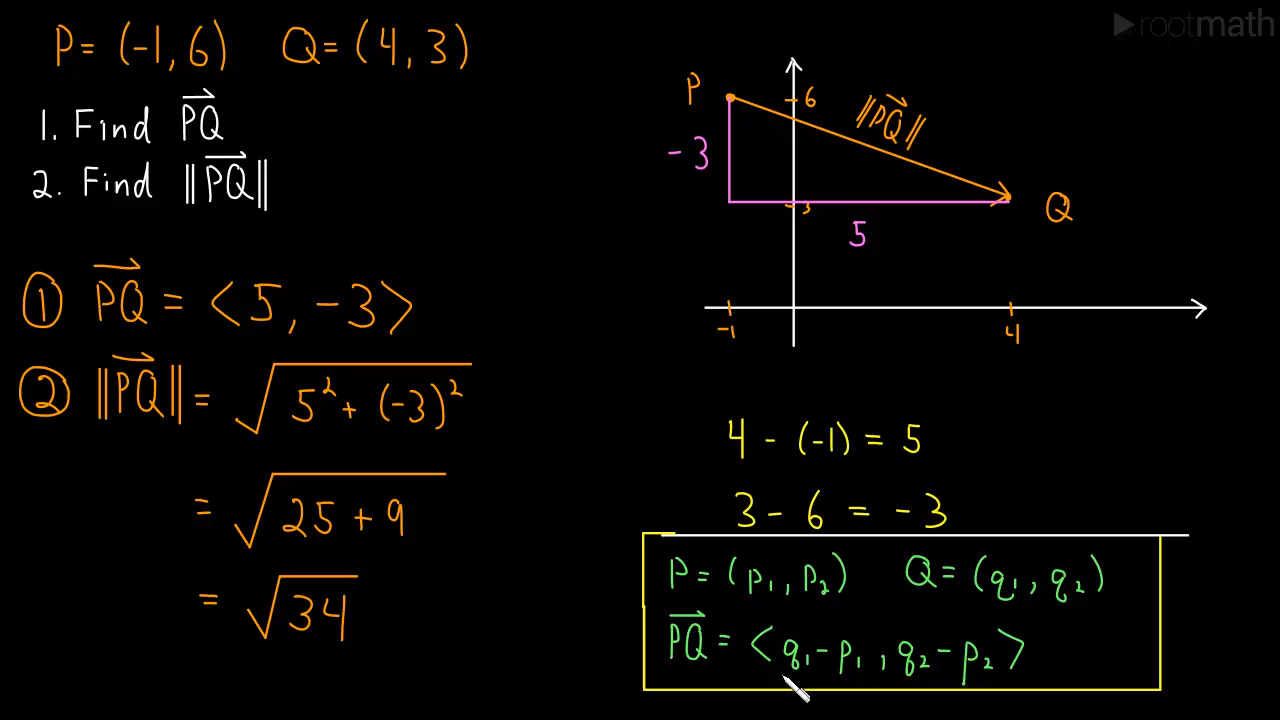 P = (-1, 6) Q = (4, 3)
1. Find PQ⃗
2. Find ‖PQ⃗‖
① PQ⃗ = <5, -3>
② ‖PQ⃗‖ = √(5² + (-3)²)
= √(25 + 9)
= √34
rootmath
P
6
‖PQ⃗‖
-3
3
Q
5
-1
4
4 - (-1) = 5
3 - 6 = -3
P = (p₁, p₂) Q = (q₁, q₂)
PQ⃗ = <q₁ - p₁, q₂ - p₂>